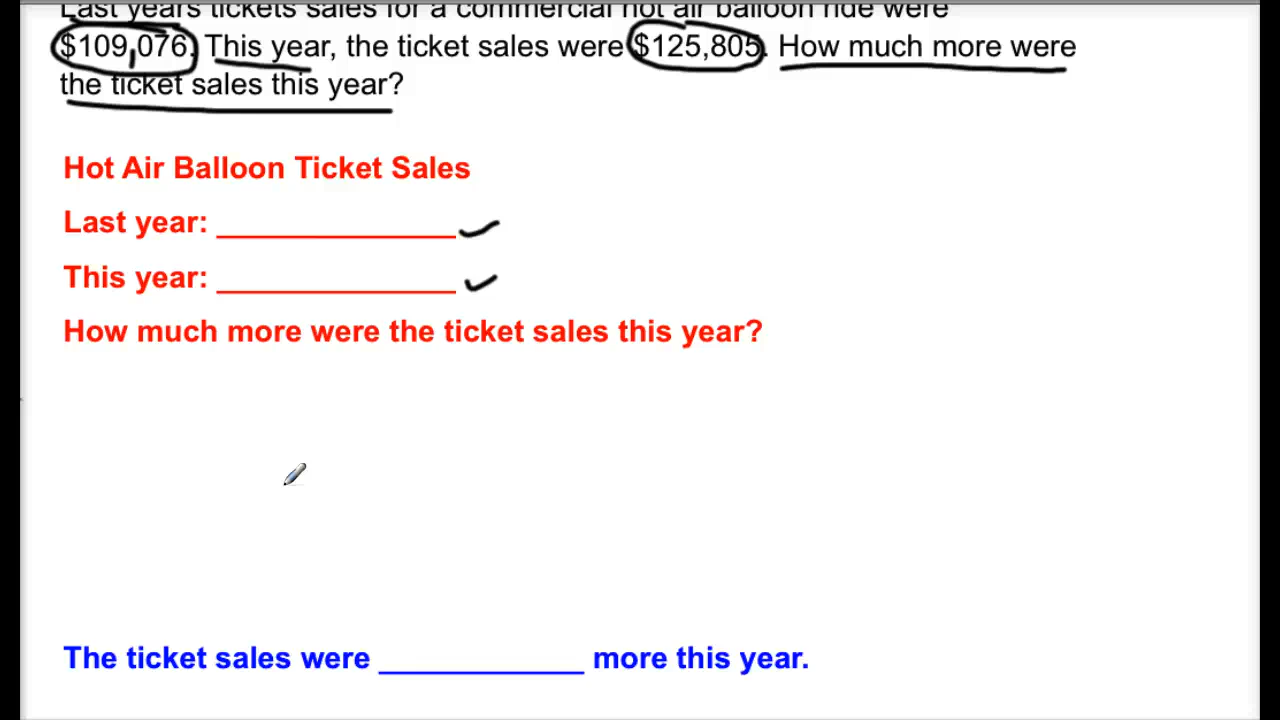 Last years tickets sales for a commercial hot air balloon ride were
$109,076. This year, the ticket sales were $125,805. How much more were
the ticket sales this year?
Hot Air Balloon Ticket Sales
Last year: ______________
This year: ______________
How much more were the ticket sales this year?
The ticket sales were ____________ more this year.